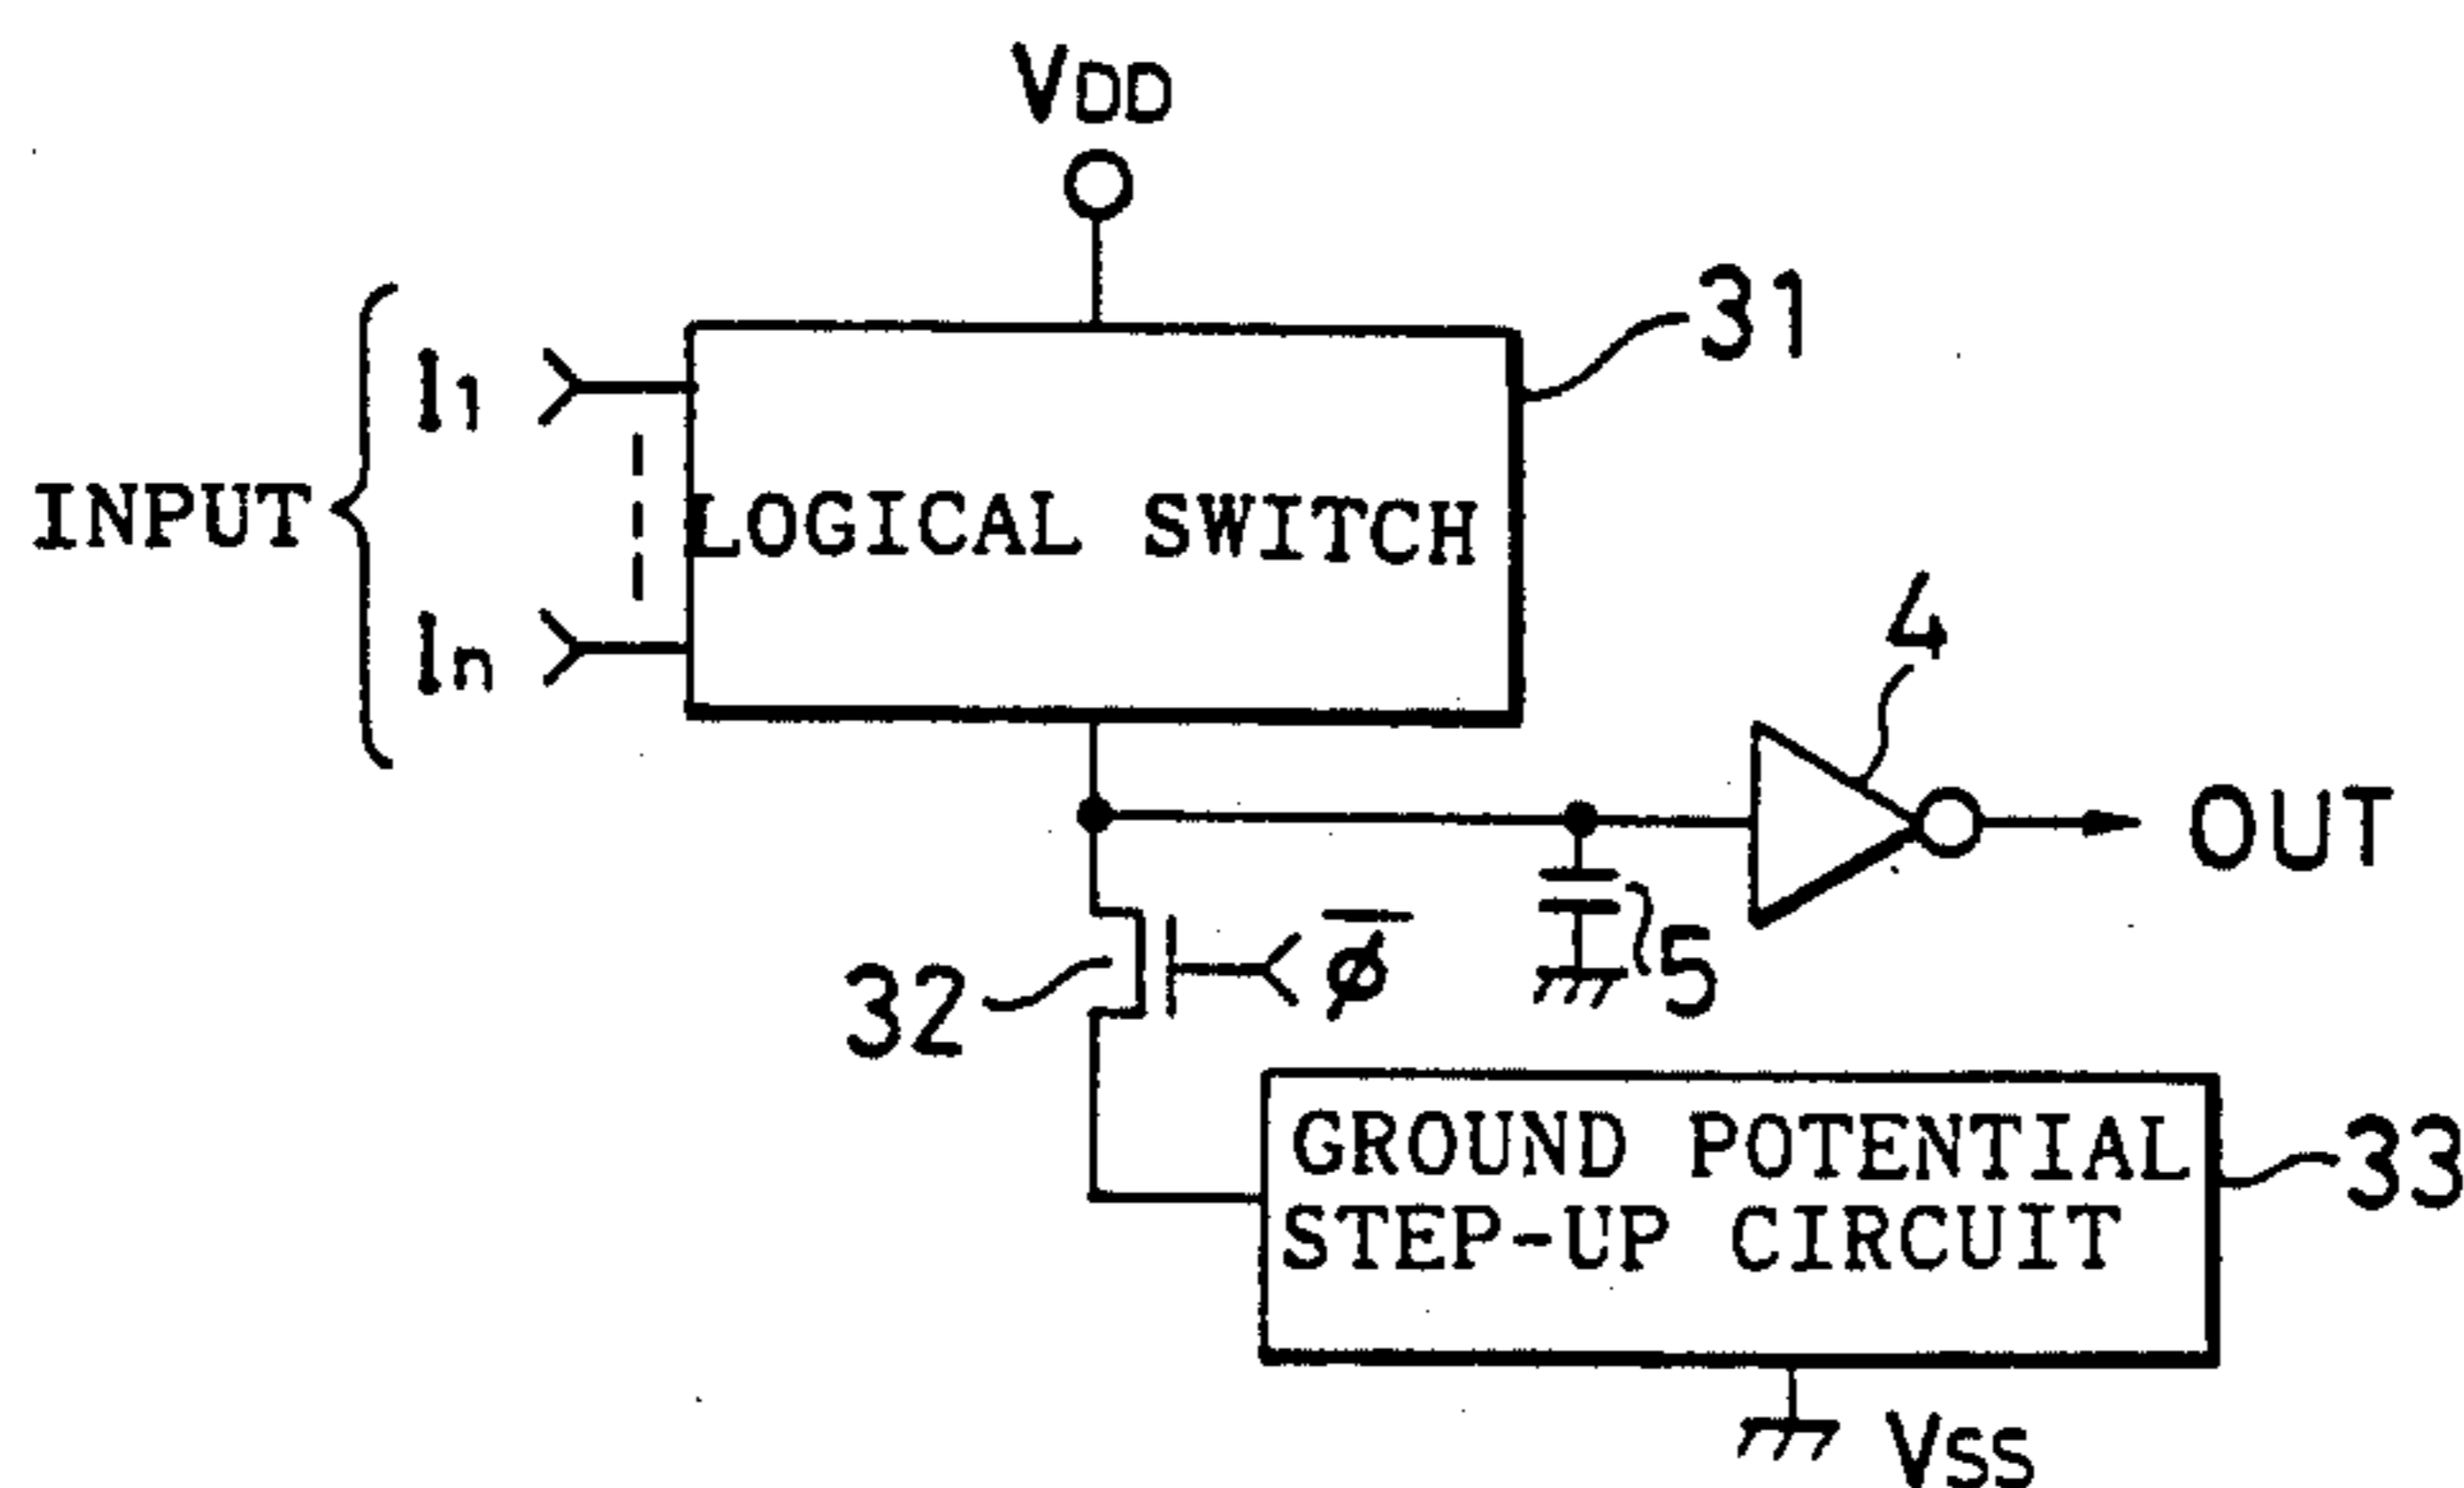 VDD
31
I1
INPUT
LOGICAL SWITCH
In
4
OUT
32
φ̅
5
GROUND POTENTIAL
STEP-UP CIRCUIT
33
VSS